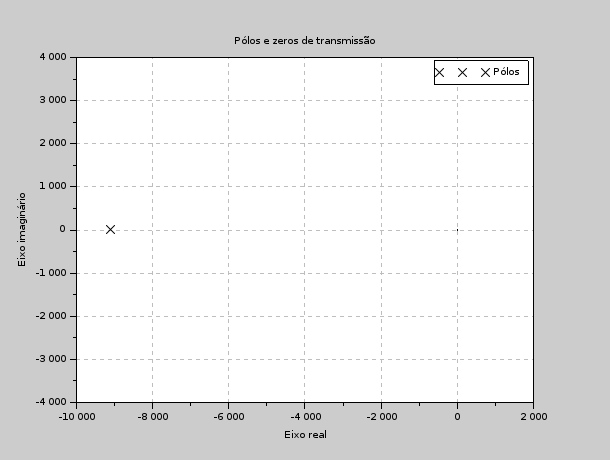 Pólos e zeros de transmissão
Pólos
4 000
3 000
2 000
1 000
0
-1 000
-2 000
-3 000
-4 000
Eixo imaginário
-10 000 -8 000 -6 000 -4 000 -2 000 0 2 000
Eixo real